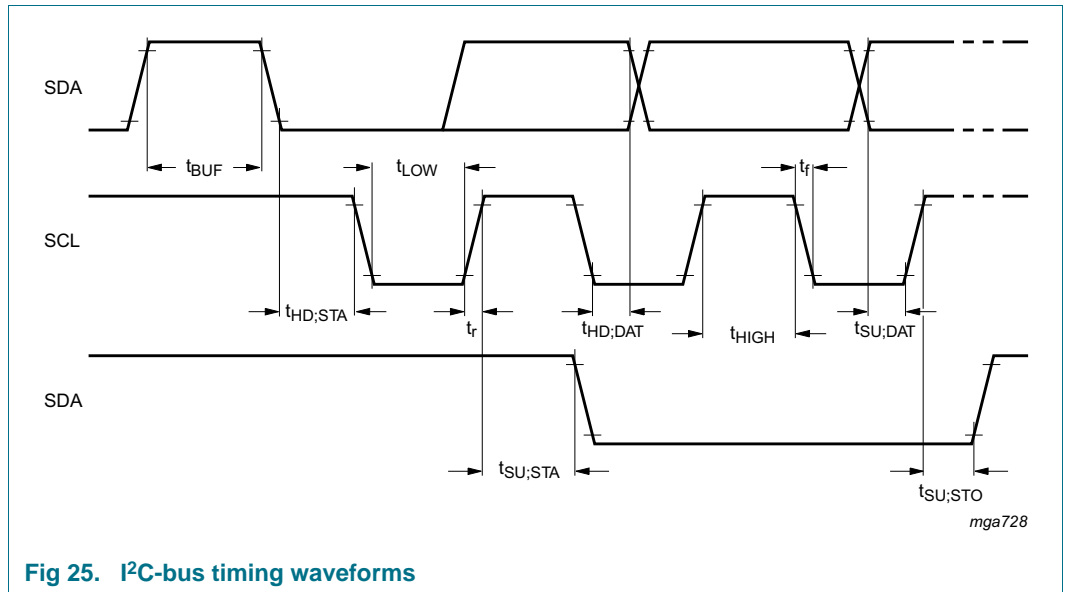 SDA
tBUF tLOW tf
SCL
tHD;STA tr tHD;DAT tHIGH tSU;DAT
SDA
tSU;STA tSU;STO
mga728
Fig 25. I²C-bus timing waveforms